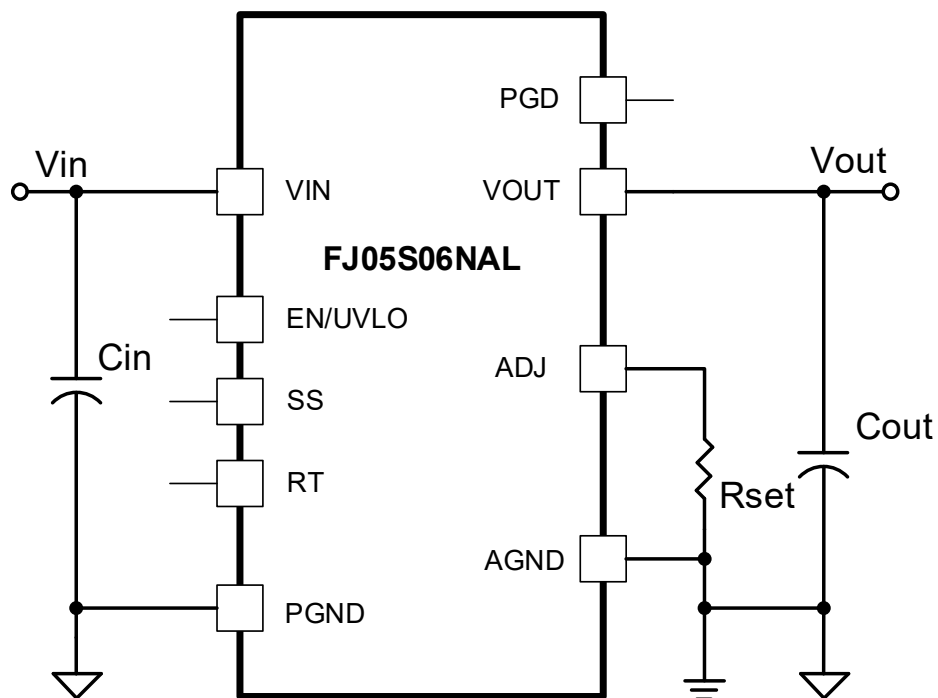 PGD
Vin
Vout
VIN
VOUT
FJ05S06NAL
EN/UVLO
Cin
ADJ
SS
Cout
RT
Rset
AGND
PGND